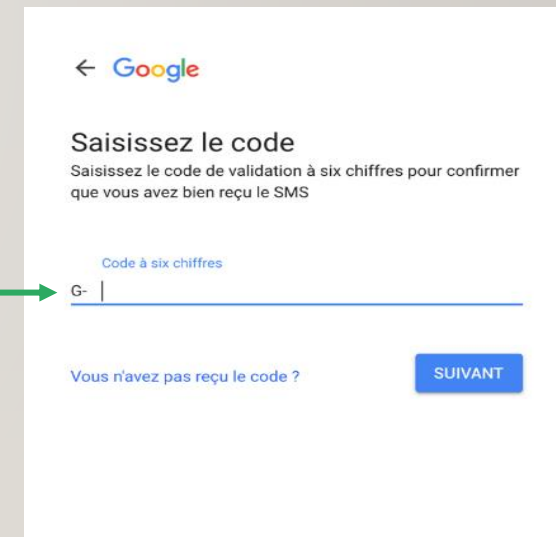 Google
Saisissez le code
Saisissez le code de validation à six chiffres pour confirmer
que vous avez bien reçu le SMS
Code à six chiffres
G-
Vous n'avez pas reçu le code ?
SUIVANT